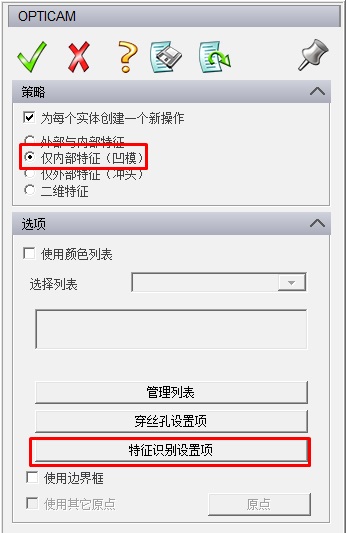 OPTICAM
策略
为每个实体创建一个新操作
外部与内部特征
仅内部特征（凹模）
仅外部特征（冲头）
二维特征
选项
使用颜色列表
选择列表
管理列表
穿丝孔设置项
特征识别设置项
使用边界框
使用其它原点 原点